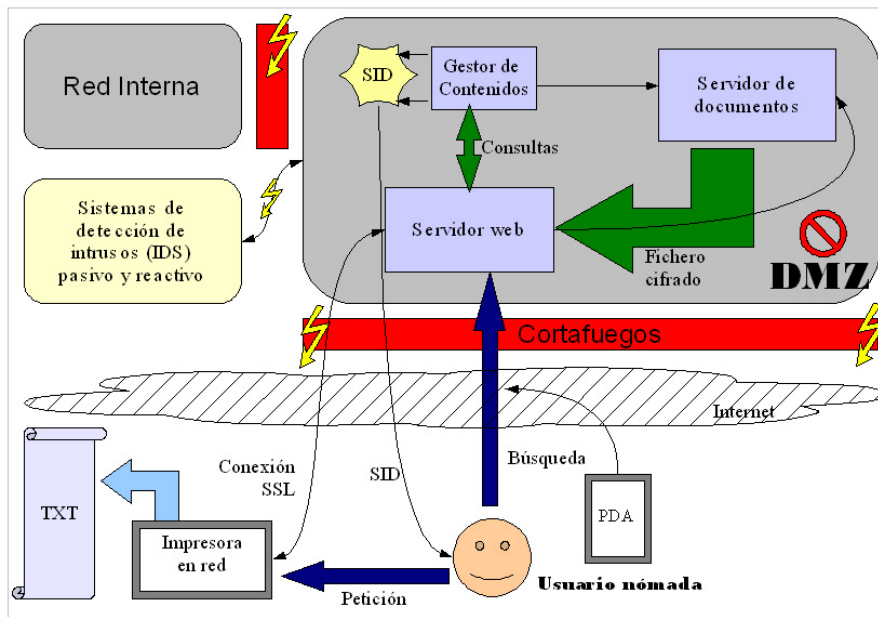 Red Interna
SID
Gestor de
Contenidos
Servidor de
documentos
Consultas
Sistemas de
detección de
intrusos (IDS)
pasivo y reactivo
Servidor web
Fichero
cifrado
DMZ
Cortafuegos
Internet
Conexión
SSL
SID
Búsqueda
TXT
Impresora
en red
PDA
Petición
Usuario nómada